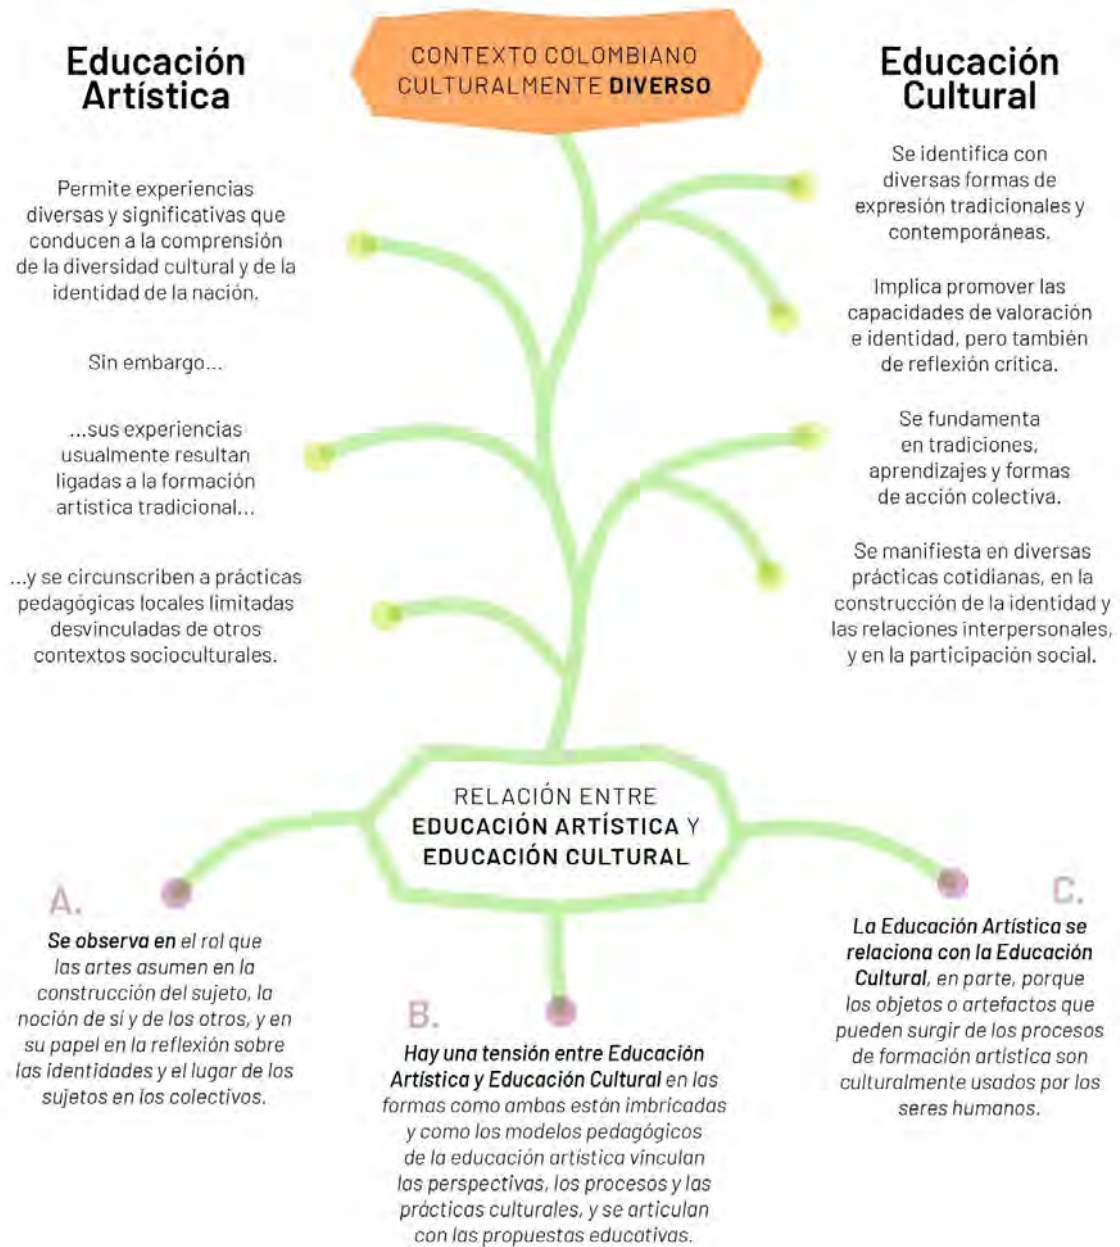 Educación
Artística
Permite experiencias
diversas y significativas que
conducen a la comprensión
de la diversidad cultural y de la
identidad de la nación.
Sin embargo...
...sus experiencias
usualmente resultan
ligadas a la formación
artística tradicional...
...y se circunscriben a prácticas
pedagógicas locales limitadas
desvinculadas de otros
contextos socioculturales.
CONTEXTO COLOMBIANO
CULTURALMENTE DIVERSO
Educación
Cultural
Se identifica con
diversas formas de
expresión tradicionales y
contemporáneas.
Implica promover las
capacidades de valoración
e identidad, pero también
de reflexión crítica.
Se fundamenta
en tradiciones,
aprendizajes y formas
de acción colectiva.
Se manifiesta en diversas
prácticas cotidianas, en la
construcción de la identidad y
las relaciones interpersonales,
y en la participación social.
RELACIÓN ENTRE
EDUCACIÓN ARTÍSTICA Y
EDUCACIÓN CULTURAL
A.
Se observa en el rol que
las artes asumen en la
construcción del sujeto, la
noción de sí y de los otros, y en
su papel en la reflexión sobre
las identidades y el lugar de los
sujetos en los colectivos.
B.
Hay una tensión entre Educación
Artística y Educación Cultural en las
formas como ambas están imbricadas
y como los modelos pedagógicos
de la educación artística vinculan
las perspectivas, los procesos y las
prácticas culturales, y se articulan
con las propuestas educativas.
C.
La Educación Artística se
relaciona con la Educación
Cultural, en parte, porque
los objetos o artefactos que
pueden surgir de los procesos
de formación artística son
culturalmente usados por los
seres humanos.